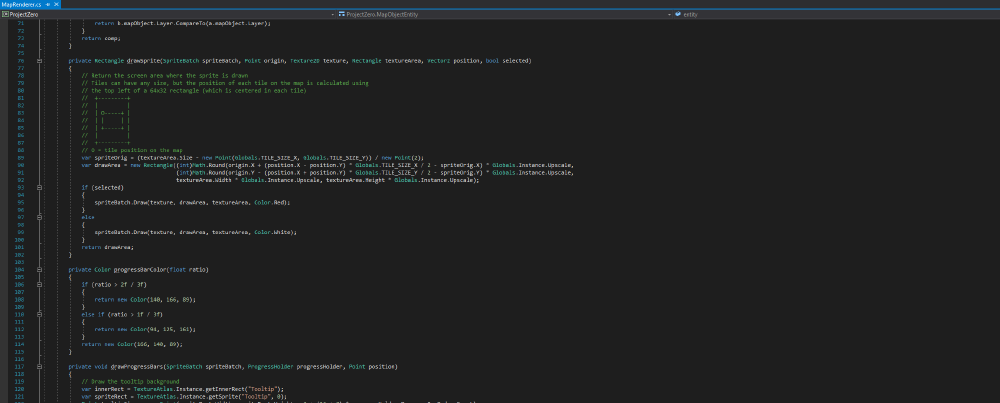 MapRenderer.cs
ProjectZero
ProjectZero.MapObjectEntity
extity
71 return b.mapObject.Layer.CompareTo(a.mapObject.Layer);
72 }
73 return comp;
74 }
75
76 private Rectangle drawSprite(SpriteBatch spriteBatch, Point origin, Texture2D texture, Rectangle textureArea, Vector2 position, bool selected)
77 {
78 // Return the screen area where the sprite is drawn
79 // Tiles can have any size, but the position of each tile on the map is calculated using
80 // the top left of a 64x32 rectangle (which is centered in each tile)
81 // +---------+
82 // | |
83 // | O-----+ |
84 // | | | |
85 // | +-----+ |
86 // | |
87 // +---------+
88 // O = tile position on the map
89 var spriteOrig = (textureArea.Size - new Point(Globals.TILE_SIZE_X, Globals.TILE_SIZE_Y)) / new Point(2);
90 var drawArea = new Rectangle((int)Math.Round(origin.X + (position.X - position.Y) * Globals.TILE_SIZE_X / 2 - spriteOrig.X) * Globals.Instance.Upscale,
91 (int)Math.Round(origin.Y - (position.X + position.Y) * Globals.TILE_SIZE_Y / 2 - spriteOrig.Y) * Globals.Instance.Upscale,
92 textureArea.Width * Globals.Instance.Upscale, textureArea.Height * Globals.Instance.Upscale);
93 if (selected)
94 {
95 spriteBatch.Draw(texture, drawArea, textureArea, Color.Red);
96 }
97 else
98 {
99 spriteBatch.Draw(texture, drawArea, textureArea, Color.White);
100 }
101 return drawArea;
102 }
103
104 private Color progressBarColor(float ratio)
105 {
106 if (ratio > 2f / 3f)
107 {
108 return new Color(140, 166, 89);
109 }
110 else if (ratio > 1f / 3f)
111 {
112 return new Color(94, 125, 161);
113 }
114 return new Color(166, 140, 89);
115 }
116
117 private void drawProgressBars(SpriteBatch spriteBatch, ProgressHolder progressHolder, Point position)
118 {
119 // Draw the tooltip background
120 var innerRect = TextureAtlas.Instance.getInnerRect("Tooltip");
121 var spriteRect = TextureAtlas.Instance.getSprite("Tooltip", 0);